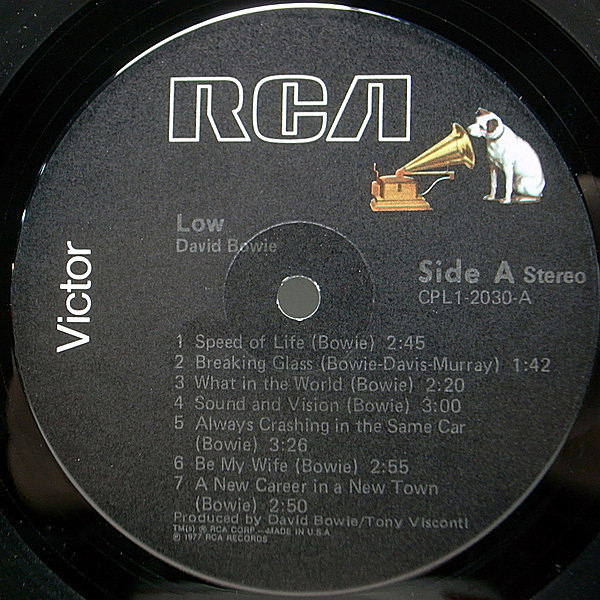 RCA
Victor
Low
David Bowie
Side A Stereo
CPL1-2030-A
1 Speed of Life (Bowie) 2:45
2 Breaking Glass (Bowie-Davis-Murray) 1:42
3 What in the World (Bowie) 2:20
4 Sound and Vision (Bowie) 3:00
5 Always Crashing in the Same Car
(Bowie) 3:26
6 Be My Wife (Bowie) 2:55
7 A New Career in a New Town
(Bowie) 2:50
Produced by David Bowie/Tony Visconti
TM(s) ® RCA CORP.—MADE IN U.S.A
℗ 1977 RCA RECORDS